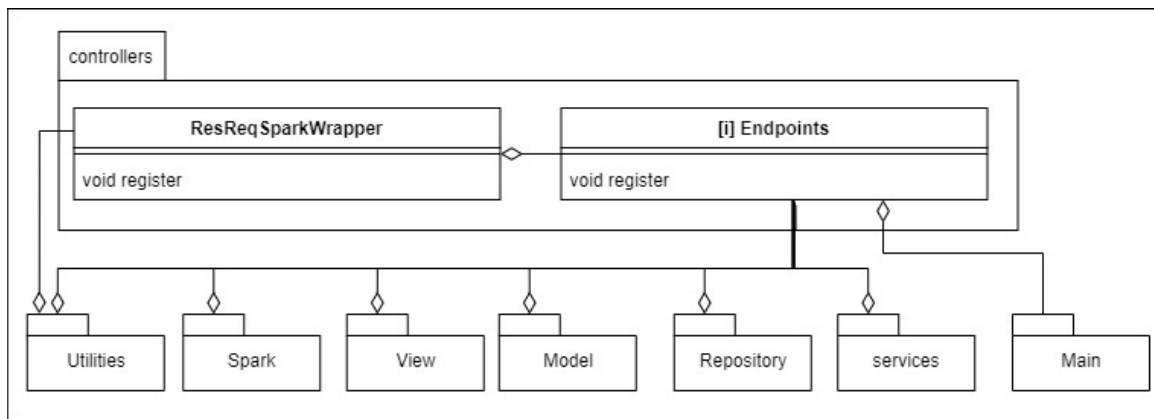 controllers
ResReqSparkWrapper
[i] Endpoints
void register
void register
Utilities
Spark
View
Model
Repository
services
Main